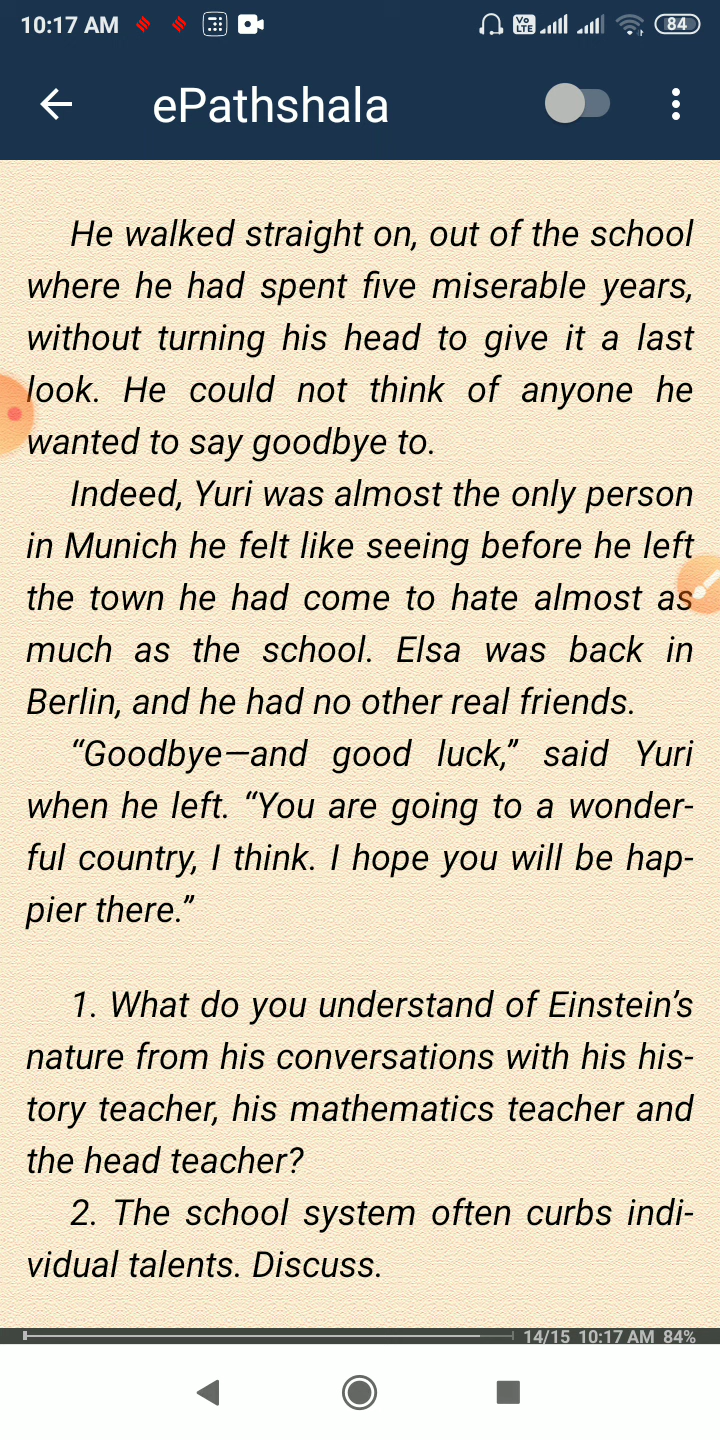 10:17 AM
Vo LTE
84
ePathshala
He walked straight on, out of the school
where he had spent five miserable years,
without turning his head to give it a last
look. He could not think of anyone he
wanted to say goodbye to.
Indeed, Yuri was almost the only person
in Munich he felt like seeing before he left
the town he had come to hate almost as
much as the school. Elsa was back in
Berlin, and he had no other real friends.
“Goodbye—and good luck,” said Yuri
when he left. “You are going to a wonder-
ful country, I think. I hope you will be hap-
pier there.”
1. What do you understand of Einstein’s
nature from his conversations with his his-
tory teacher, his mathematics teacher and
the head teacher?
2. The school system often curbs indi-
vidual talents. Discuss.
14/15 10:17 AM 84%